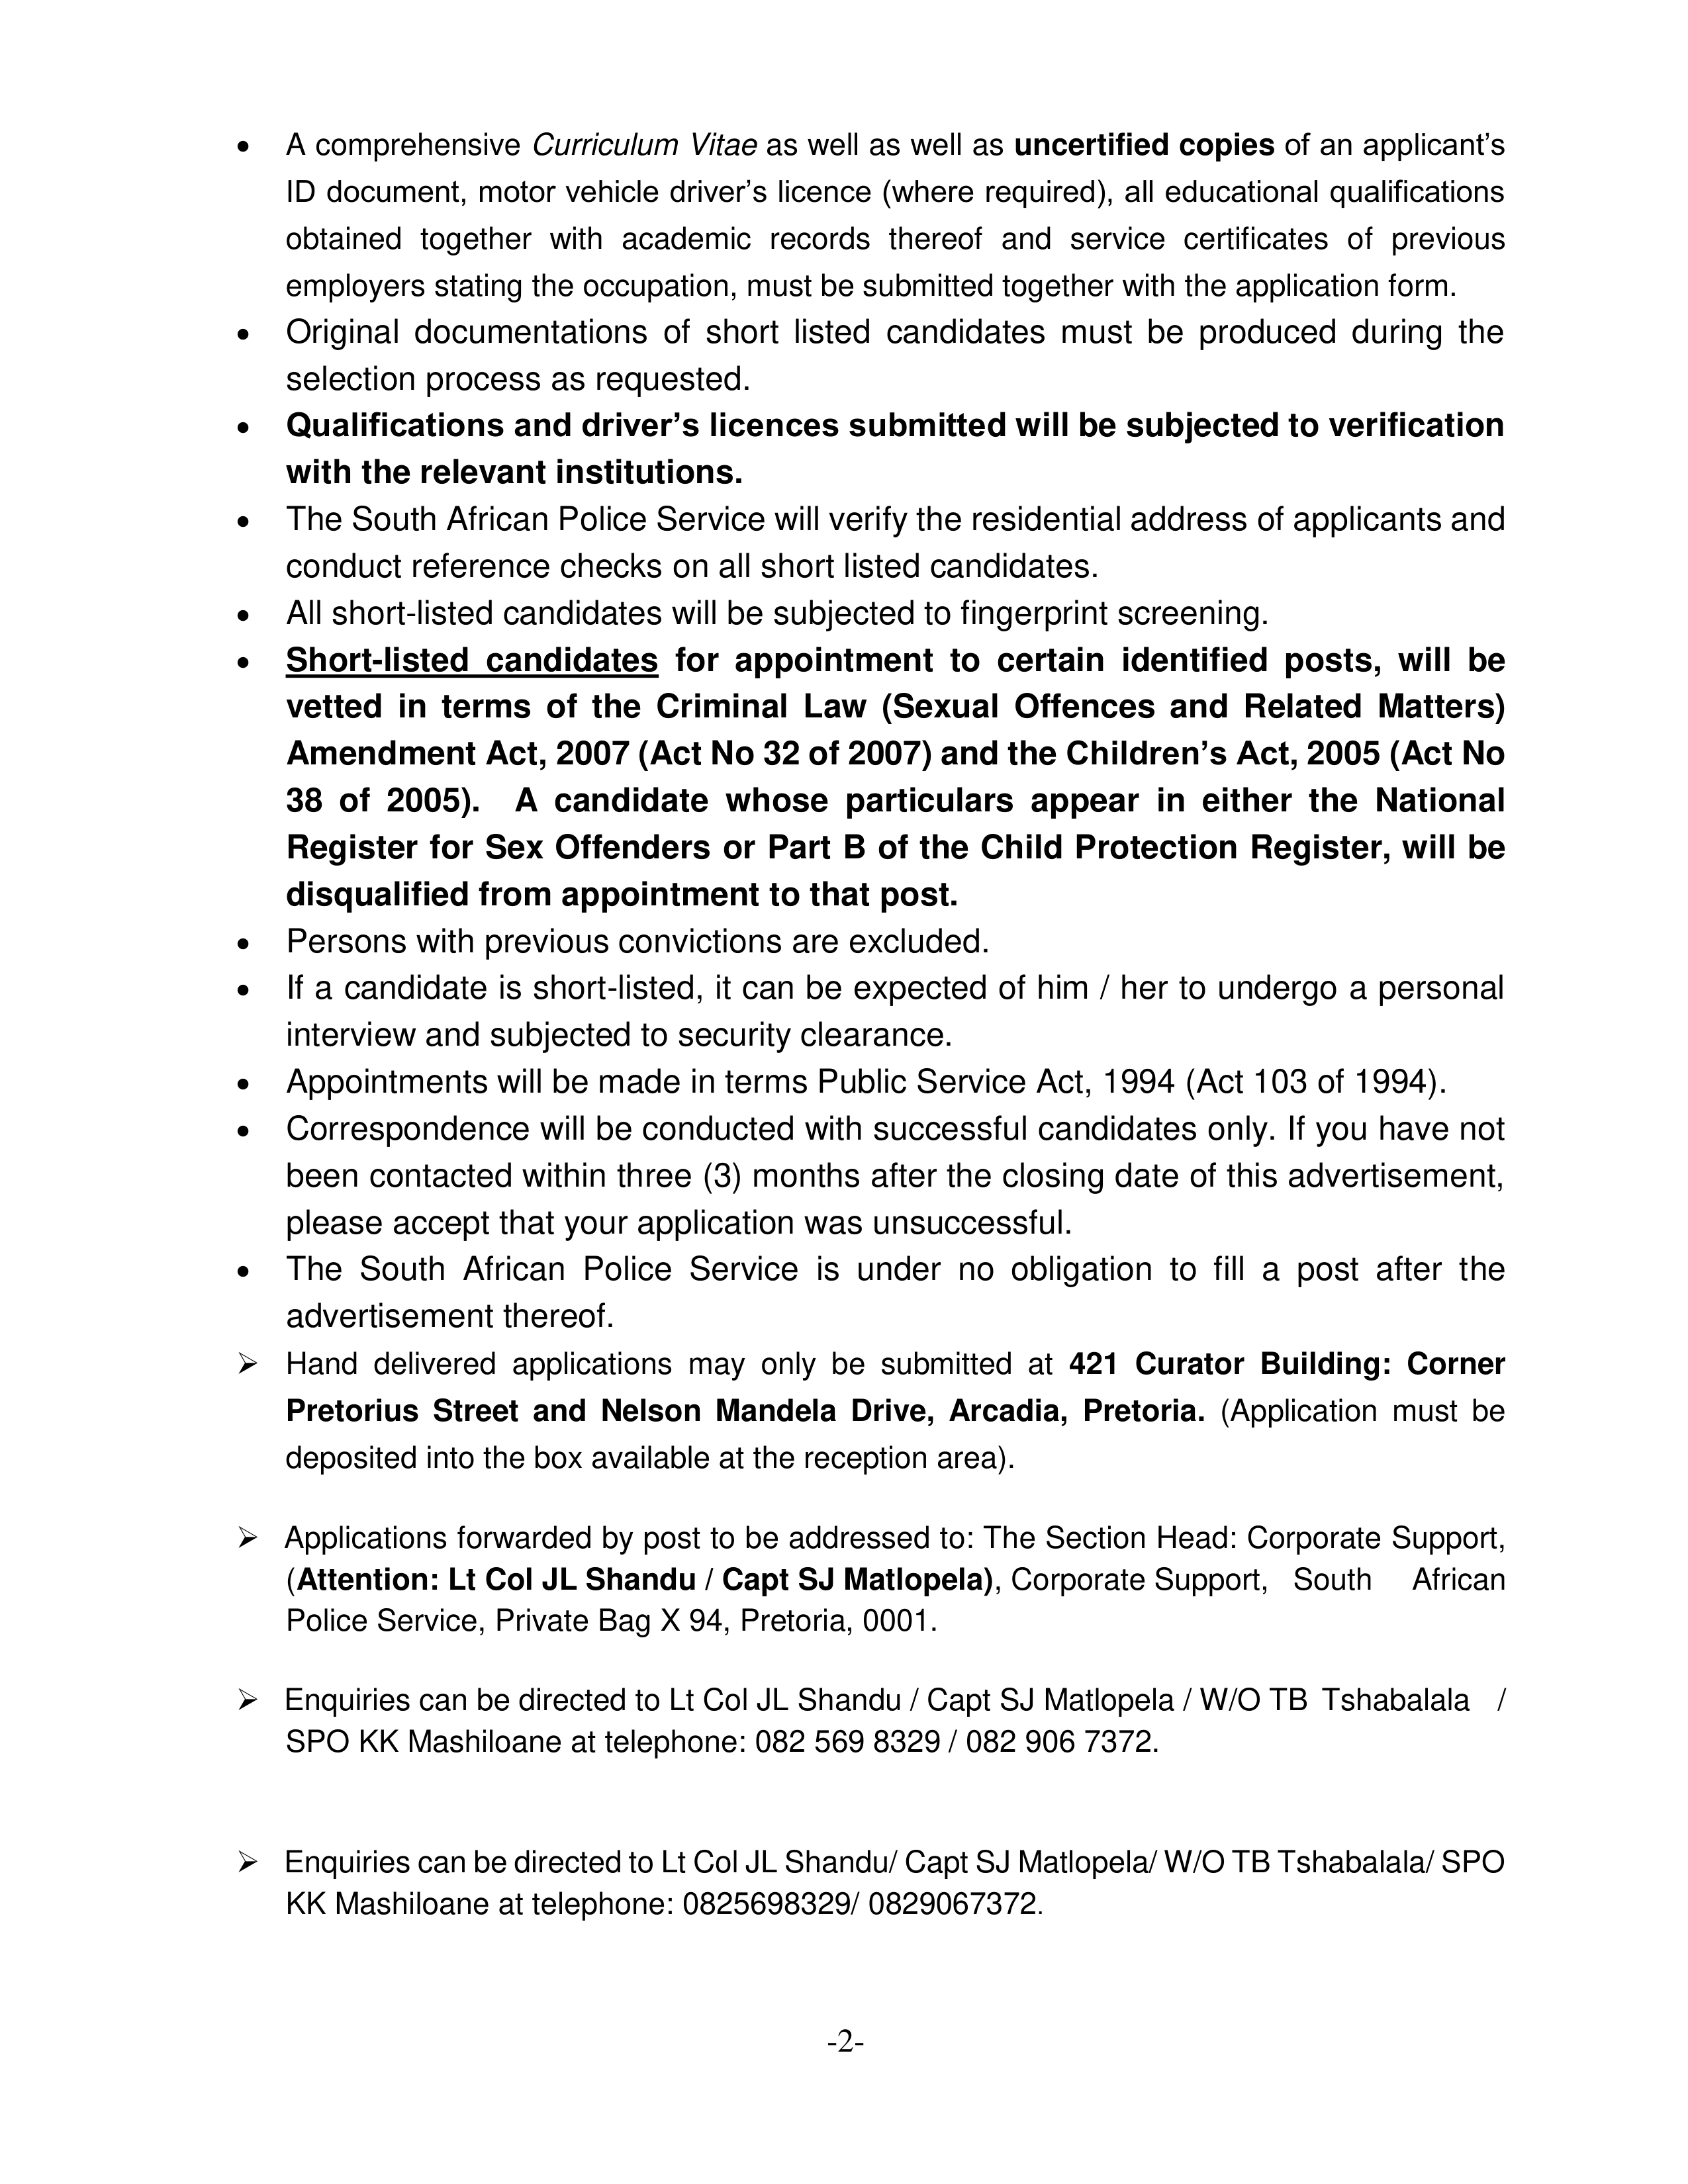 • A comprehensive Curriculum Vitae as well as well as uncertified copies of an applicant’s
ID document, motor vehicle driver’s licence (where required), all educational qualifications
obtained together with academic records thereof and service certificates of previous
employers stating the occupation, must be submitted together with the application form.
• Original documentations of short listed candidates must be produced during the
selection process as requested.
• Qualifications and driver’s licences submitted will be subjected to verification
with the relevant institutions.
• The South African Police Service will verify the residential address of applicants and
conduct reference checks on all short listed candidates.
• All short-listed candidates will be subjected to fingerprint screening.
• Short-listed candidates for appointment to certain identified posts, will be
vetted in terms of the Criminal Law (Sexual Offences and Related Matters)
Amendment Act, 2007 (Act No 32 of 2007) and the Children’s Act, 2005 (Act No
38 of 2005). A candidate whose particulars appear in either the National
Register for Sex Offenders or Part B of the Child Protection Register, will be
disqualified from appointment to that post.
• Persons with previous convictions are excluded.
• If a candidate is short-listed, it can be expected of him / her to undergo a personal
interview and subjected to security clearance.
• Appointments will be made in terms Public Service Act, 1994 (Act 103 of 1994).
• Correspondence will be conducted with successful candidates only. If you have not
been contacted within three (3) months after the closing date of this advertisement,
please accept that your application was unsuccessful.
• The South African Police Service is under no obligation to fill a post after the
advertisement thereof.
➢ Hand delivered applications may only be submitted at 421 Curator Building: Corner
Pretorius Street and Nelson Mandela Drive, Arcadia, Pretoria. (Application must be
deposited into the box available at the reception area).
➢ Applications forwarded by post to be addressed to: The Section Head: Corporate Support,
(Attention: Lt Col JL Shandu / Capt SJ Matlopela), Corporate Support, South African
Police Service, Private Bag X 94, Pretoria, 0001.
➢ Enquiries can be directed to Lt Col JL Shandu / Capt SJ Matlopela / W/O TB Tshabalala /
SPO KK Mashiloane at telephone: 082 569 8329 / 082 906 7372.
➢ Enquiries can be directed to Lt Col JL Shandu/ Capt SJ Matlopela/ W/O TB Tshabalala/ SPO
KK Mashiloane at telephone: 0825698329/ 0829067372.
-2-